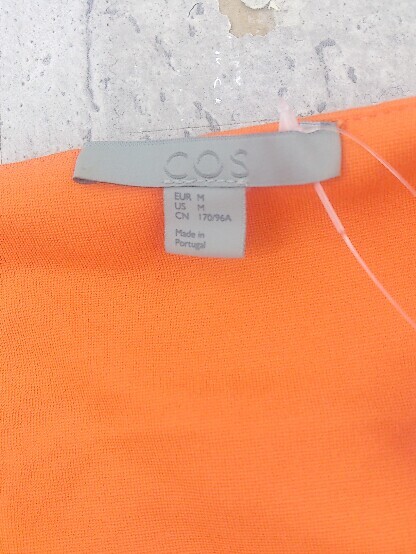 COS
EUR M
US M
CN 170/96A
Made in
Portugal